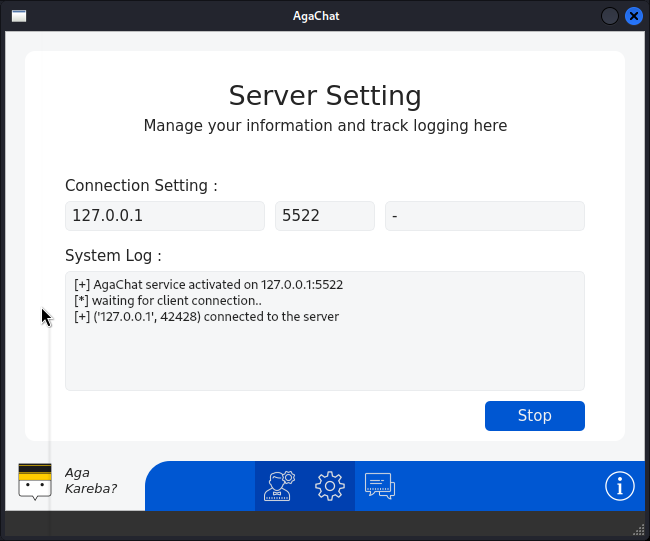 AgaChat
Server Setting
Manage your information and track logging here
Connection Setting :
127.0.0.1 5522 -
System Log :
[+] AgaChat service activated on 127.0.0.1:5522
[*] waiting for client connection..
[+] ('127.0.0.1', 42428) connected to the server
Stop
Aga
Kareba?